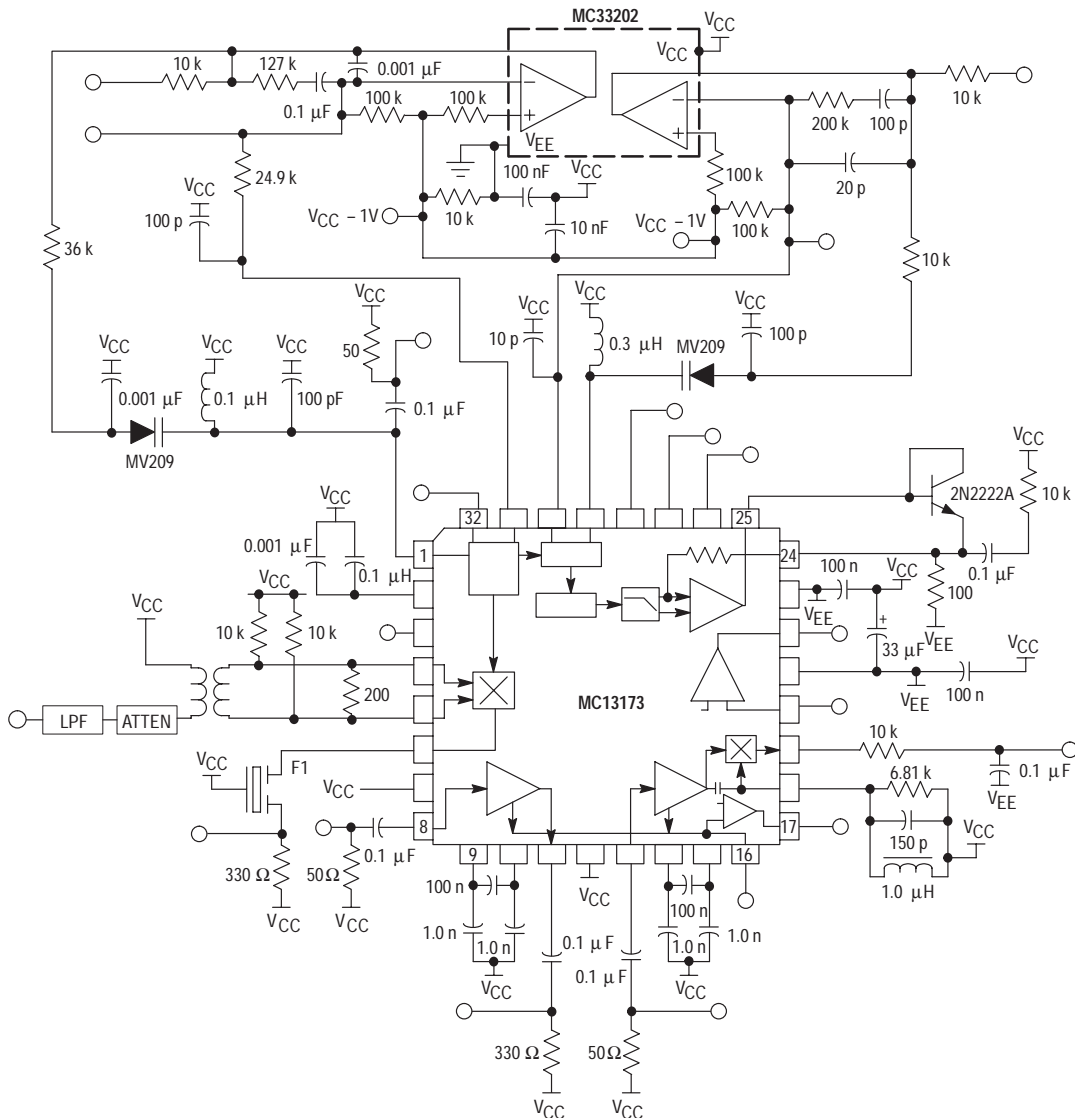 MC33202
VCC
VCC
10 k
127 k
0.001 μF
0.1 μF
100 k
100 k
−
+
VEE
−
+
200 k
100 p
10 k
24.9 k
VCC
100 p
100 nF
VCC
10 k
VCC – 1V
10 nF
100 k
VCC – 1V
100 k
20 p
36 k
10 k
VCC
50
VCC
10 p
VCC
0.3 μH
MV209
VCC
100 p
VCC
0.001 μF
VCC
0.1 μH
VCC
100 pF
0.1 μF
MV209
VCC
2N2222A
10 k
0.1 μF
100
VEE
VCC
0.001 μF
0.1 μH
32
25
1
24
100 n
VCC
VEE
+
33 μF
VCC
VEE
100 n
VCC
VCC
10 k
10 k
200
LPF
ATTEN
MC13173
10 k
0.1 μF
VEE
6.81 k
150 p
VCC
1.0 μH
VCC
F1
VCC
8
17
0.1 μF
330 Ω
VCC
50Ω
VCC
9
16
100 n
1.0 n
1.0 n
VCC
VCC
0.1 μF
0.1 μF
100 n
1.0 n
1.0 n
VCC
330 Ω
VCC
50Ω
VCC